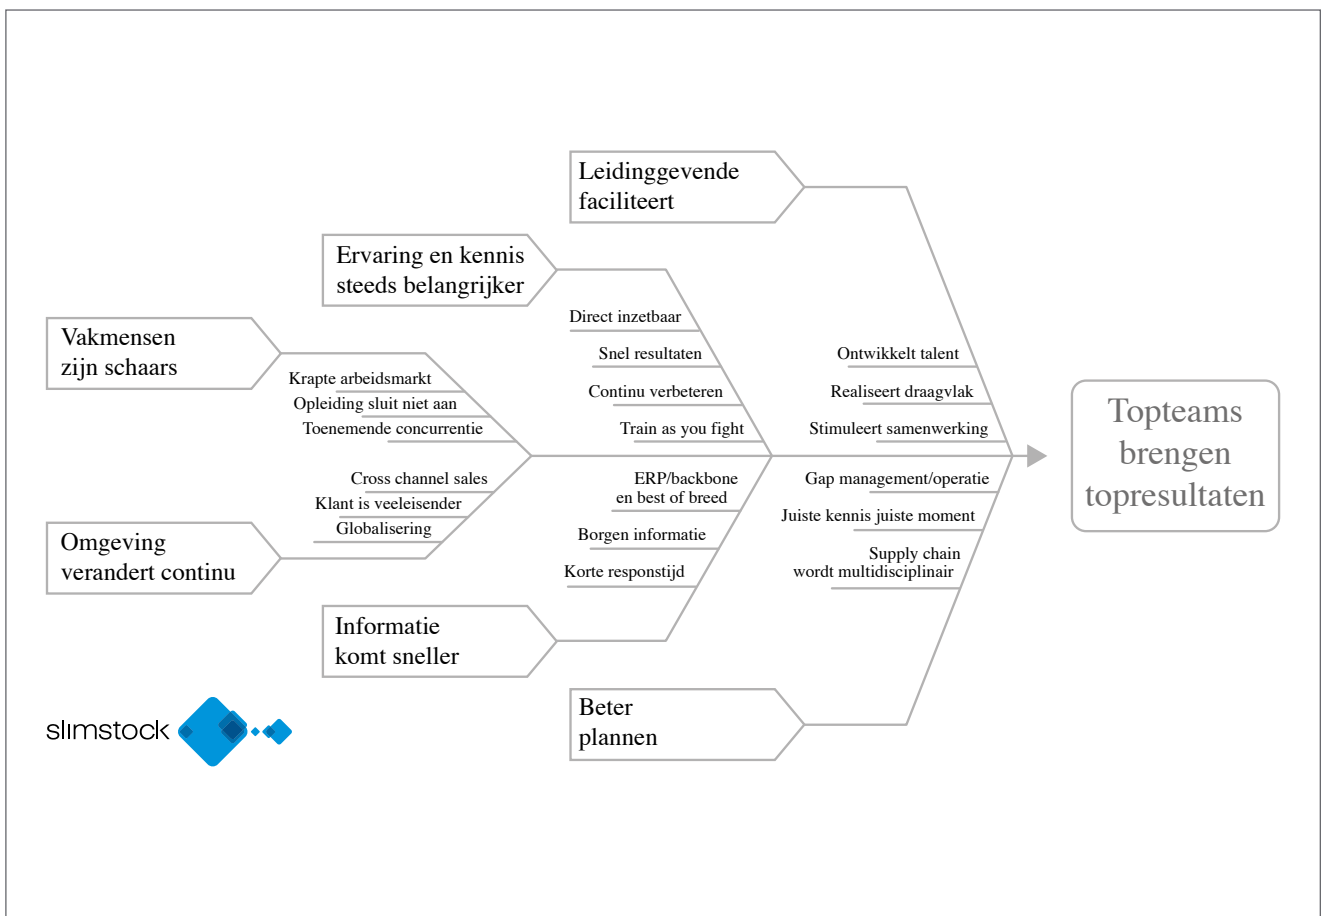 Leidinggevende
faciliteert
Ervaring en kennis
steeds belangrijker
Vakmensen
zijn schaars
Direct inzetbaar
Snel resultaten
Continu verbeteren
Train as you fight
Ontwikkelt talent
Realiseert draagvlak
Stimuleert samenwerking
Krapte arbeidsmarkt
Opleiding sluit niet aan
Toenemende concurrentie
Topteams
brengen
topresultaten
Cross channel sales
Klant is veeleisender
Globalisering
ERP/backbone
en best of breed
Borgen informatie
Korte responstijd
Gap management/operatie
Juiste kennis juiste moment
Supply chain
wordt multidisciplinair
Omgeving
verandert continu
Informatie
komt sneller
Beter
plannen
slimstock